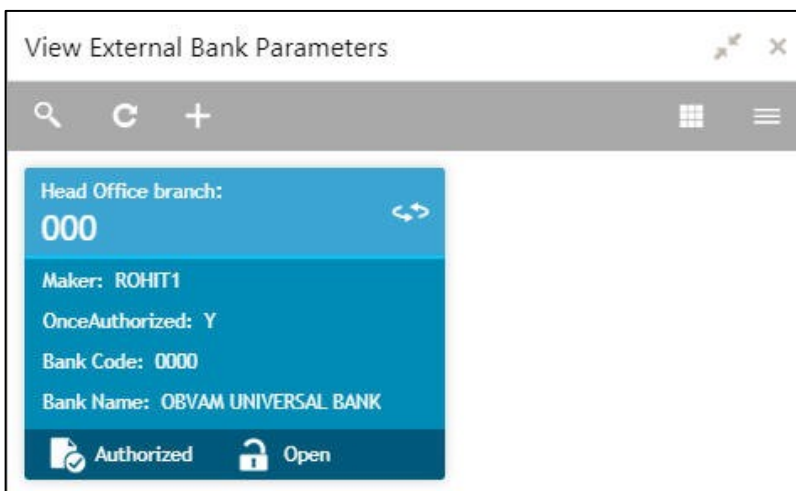 View External Bank Parameters
Head Office branch:
000
Maker: ROHIT1
OnceAuthorized: Y
Bank Code: 0000
Bank Name: OBVAM UNIVERSAL BANK
Authorized Open